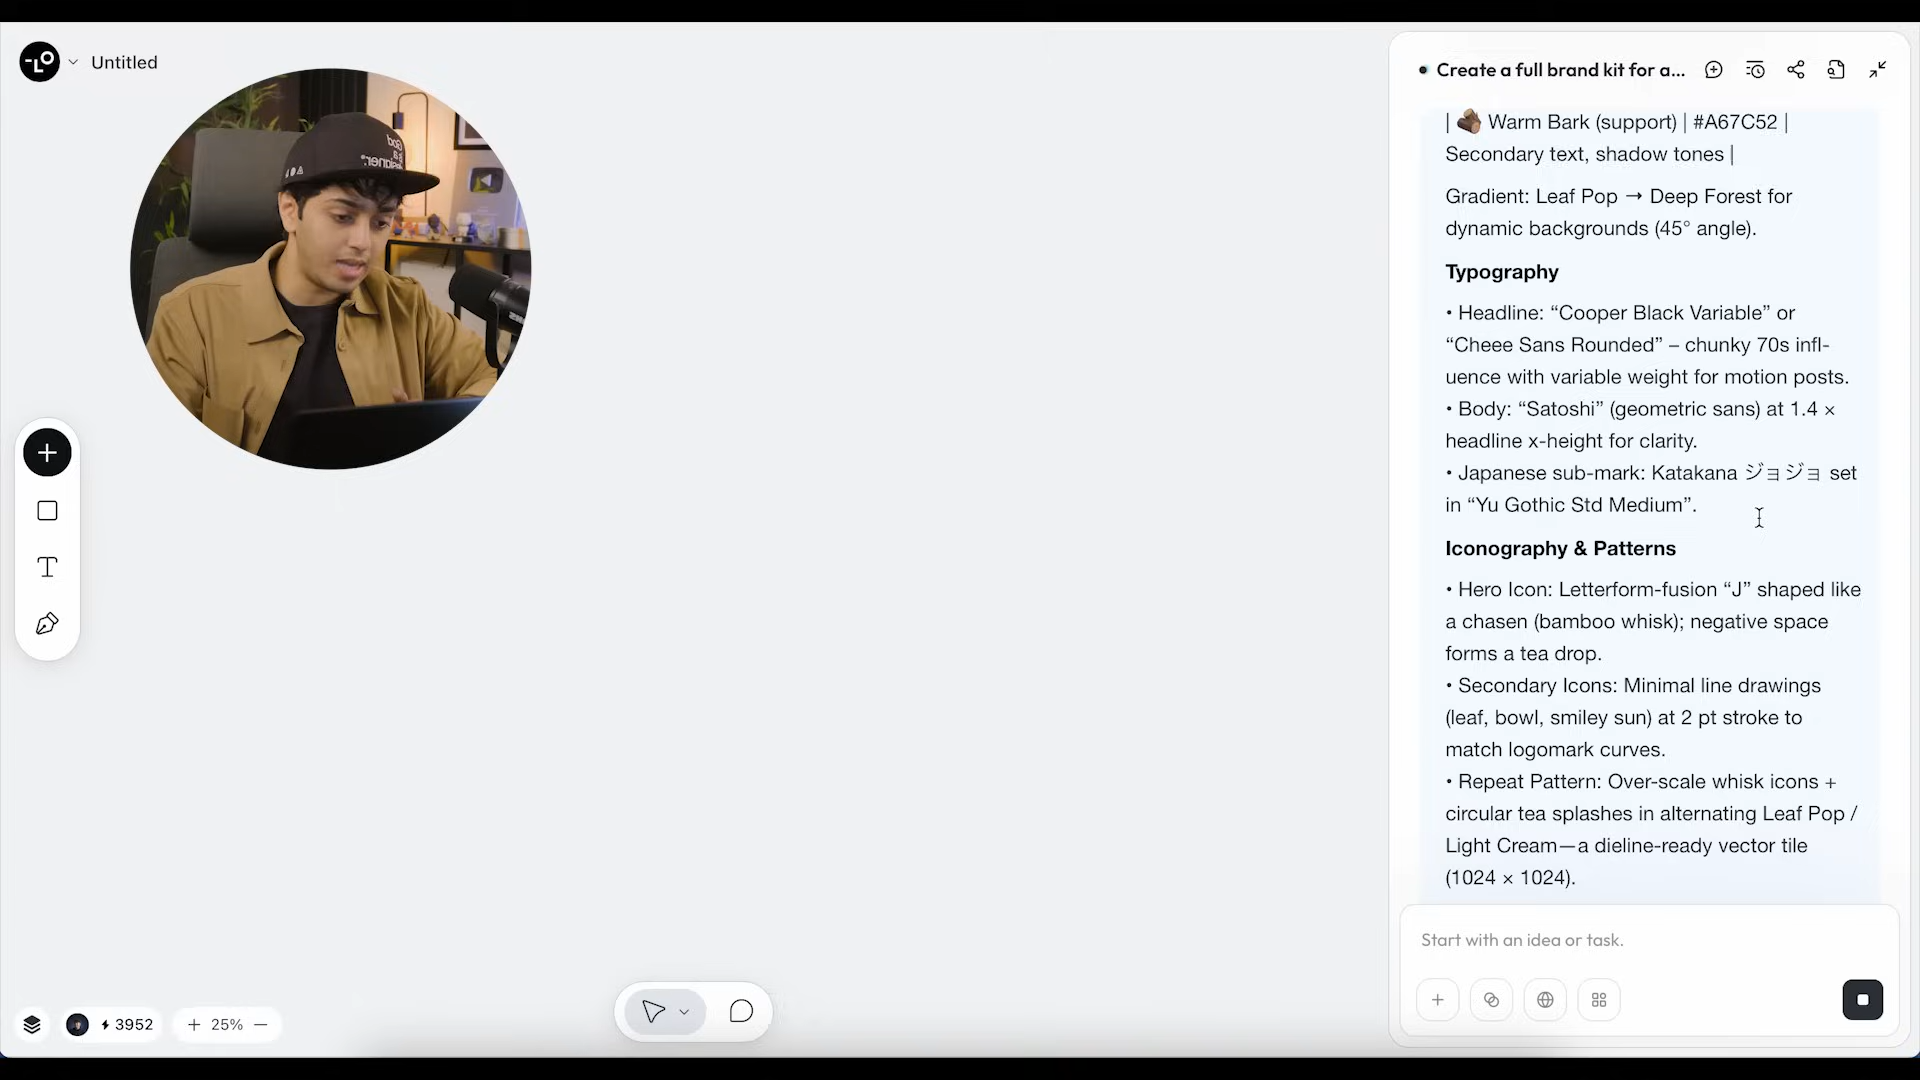 Untitled
God
is a
designer.
Create a full brand kit for a...
| Warm Bark (support) | #A67C52 |
Secondary text, shadow tones |
Gradient: Leaf Pop → Deep Forest for
dynamic backgrounds (45° angle).
Typography
• Headline: “Cooper Black Variable” or
“Cheee Sans Rounded” – chunky 70s infl-
uence with variable weight for motion posts.
• Body: “Satoshi” (geometric sans) at 1.4 ×
headline x-height for clarity.
• Japanese sub-mark: Katakana ジョジョ set
in “Yu Gothic Std Medium”.
Iconography & Patterns
• Hero Icon: Letterform-fusion “J” shaped like
a chasen (bamboo whisk); negative space
forms a tea drop.
• Secondary Icons: Minimal line drawings
(leaf, bowl, smiley sun) at 2 pt stroke to
match logomark curves.
• Repeat Pattern: Over-scale whisk icons +
circular tea splashes in alternating Leaf Pop /
Light Cream—a dieline-ready vector tile
(1024 × 1024).
Start with an idea or task.
3952
+ 25% −